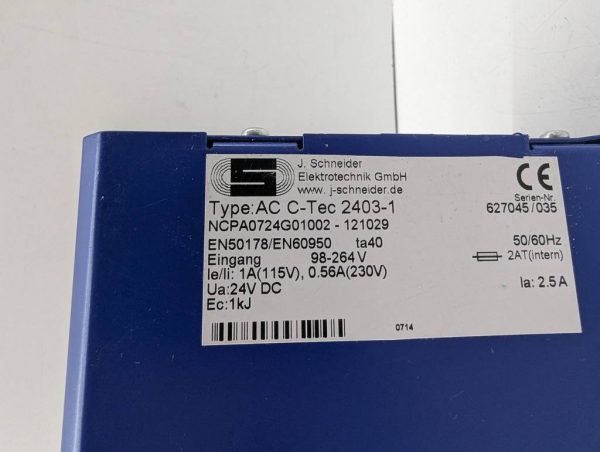 J. Schneider
Elektrotechnik GmbH
www. j-schneider.de
Type:AC C-Tec 2403-1
Serien-Nr.
NCPA0724G01002 - 121029
627045/035
EN50178/EN60950 ta40
50/60Hz
Eingang 98-264V
2AT(intern)
Ie/Ii: 1A(115V), 0.56A(230V)
Ia: 2.5A
Ua:24V DC
Ec:1kJ
0714
CE